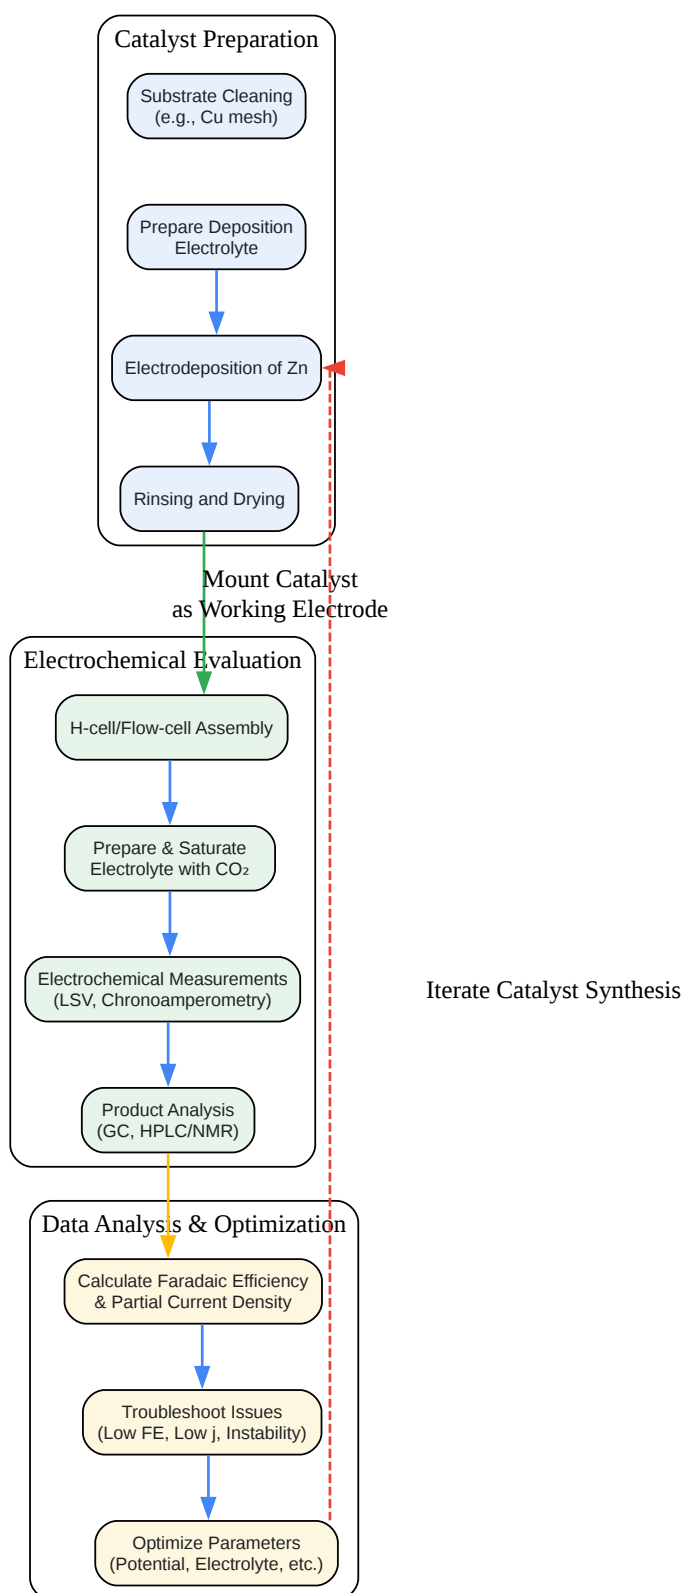 Catalyst Preparation
Substrate Cleaning
(e.g., Cu mesh)
Prepare Deposition
Electrolyte
Electrodeposition of Zn
Rinsing and Drying
Mount Catalyst
as Working Electrode
Electrochemical Evaluation
H-cell/Flow-cell Assembly
Prepare & Saturate
Electrolyte with CO₂
Electrochemical Measurements
(LSV, Chronoamperometry)
Iterate Catalyst Synthesis
Product Analysis
(GC, HPLC/NMR)
Data Analysis & Optimization
Calculate Faradaic Efficiency
& Partial Current Density
Troubleshoot Issues
(Low FE, Low j, Instability)
Optimize Parameters
(Potential, Electrolyte, etc.)